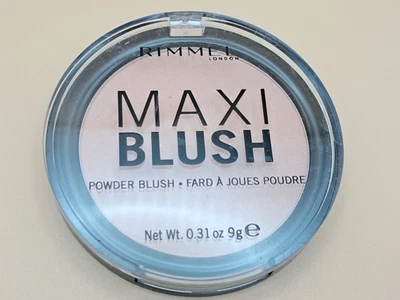 RIMMEL
LONDON
MAXI
BLUSH
POWDER BLUSH • FARD À JOUES POUDRE
Net Wt. 0.31 oz 9g ℮